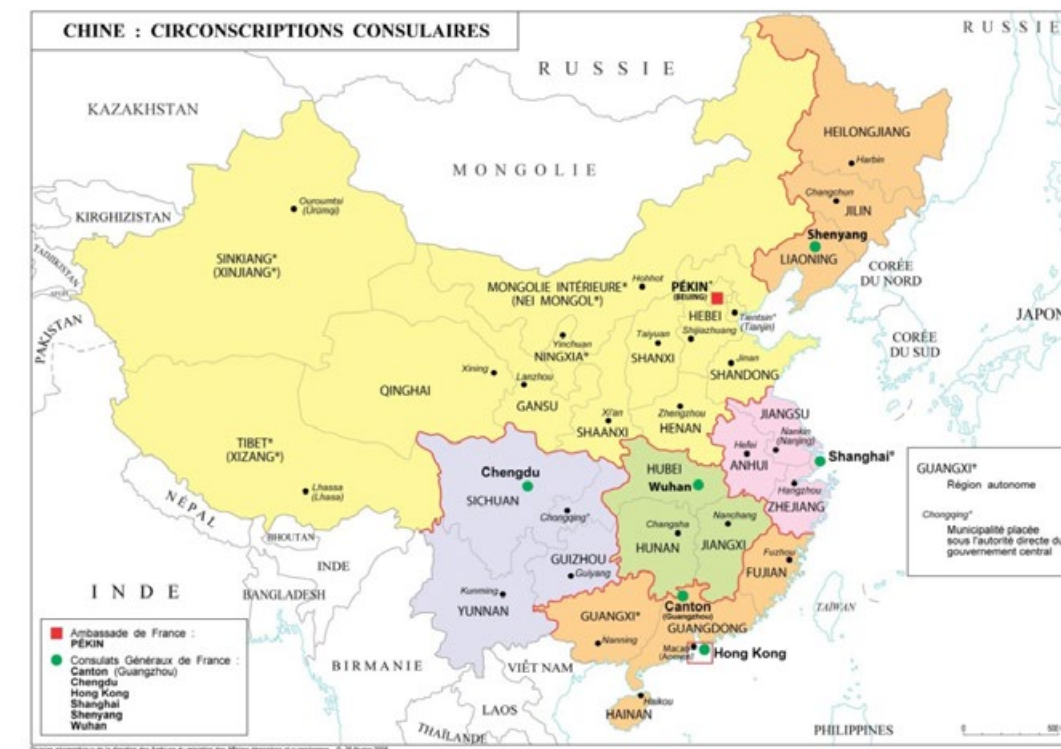 CHINE : CIRCONSCRIPTIONS CONSULAIRES
RUSSIE
RUSSIE
KAZAKHSTAN
MONGOLIE
HEILONGJIANG
Harbin
Changchun
JILIN
Shenyang
LIAONING
Ouroumtsi
(Ürümqi)
KIRGHIZISTAN
TADJIKISTAN
SINKIANG*
(XINJIANG*)
CORÉE
DU NORD
Hohhot
MONGOLIE INTÉRIEURE*
(NEI MONGOL*)
PÉKIN*
(BEIJING)
HEBEI
Tientsin*
(Tianjin)
JAPON
CORÉE
DU SUD
PAKISTAN
Yinchuan
NINGXIA*
Taiyuan
Shijiazhuang
SHANXI
Jinan
SHANDONG
Xining
Lanzhou
QINGHAI
GANSU
Xi'an
SHAANXI
Zhengzhou
HENAN
JIANGSU
Nankin
(Nanjing)
Hefei
ANHUI
Shanghai*
Hangzhou
ZHEJIANG
TIBET*
(XIZANG*)
Lhassa
(Lhasa)
Chengdu
SICHUAN
Chongqing*
HUBEI
Wuhan
Nanchang
Changsha
HUNAN
JIANGXI
GUANGXI*
Région autonome
Chongqing*
Municipalité placée
sous l'autorité directe du
gouvernement central
NÉPAL
BHOUTAN
INDE
INDE
BANGLADESH
GUIZHOU
Guiyang
Kunming
YUNNAN
Fuzhou
FUJIAN
TAÏWAN
GUANGXI*
Nanning
Canton
(Guangzhou)
GUANGDONG
Macao
(Aomen)
Hong Kong
BIRMANIE
VIÊT NAM
LAOS
THAÏLANDE
Haikou
HAINAN
PHILIPPINES
0 500
Ambassade de France :
PÉKIN
Consulats Généraux de France :
Canton (Guangzhou)
Chengdu
Hong Kong
Shanghai
Shenyang
Wuhan